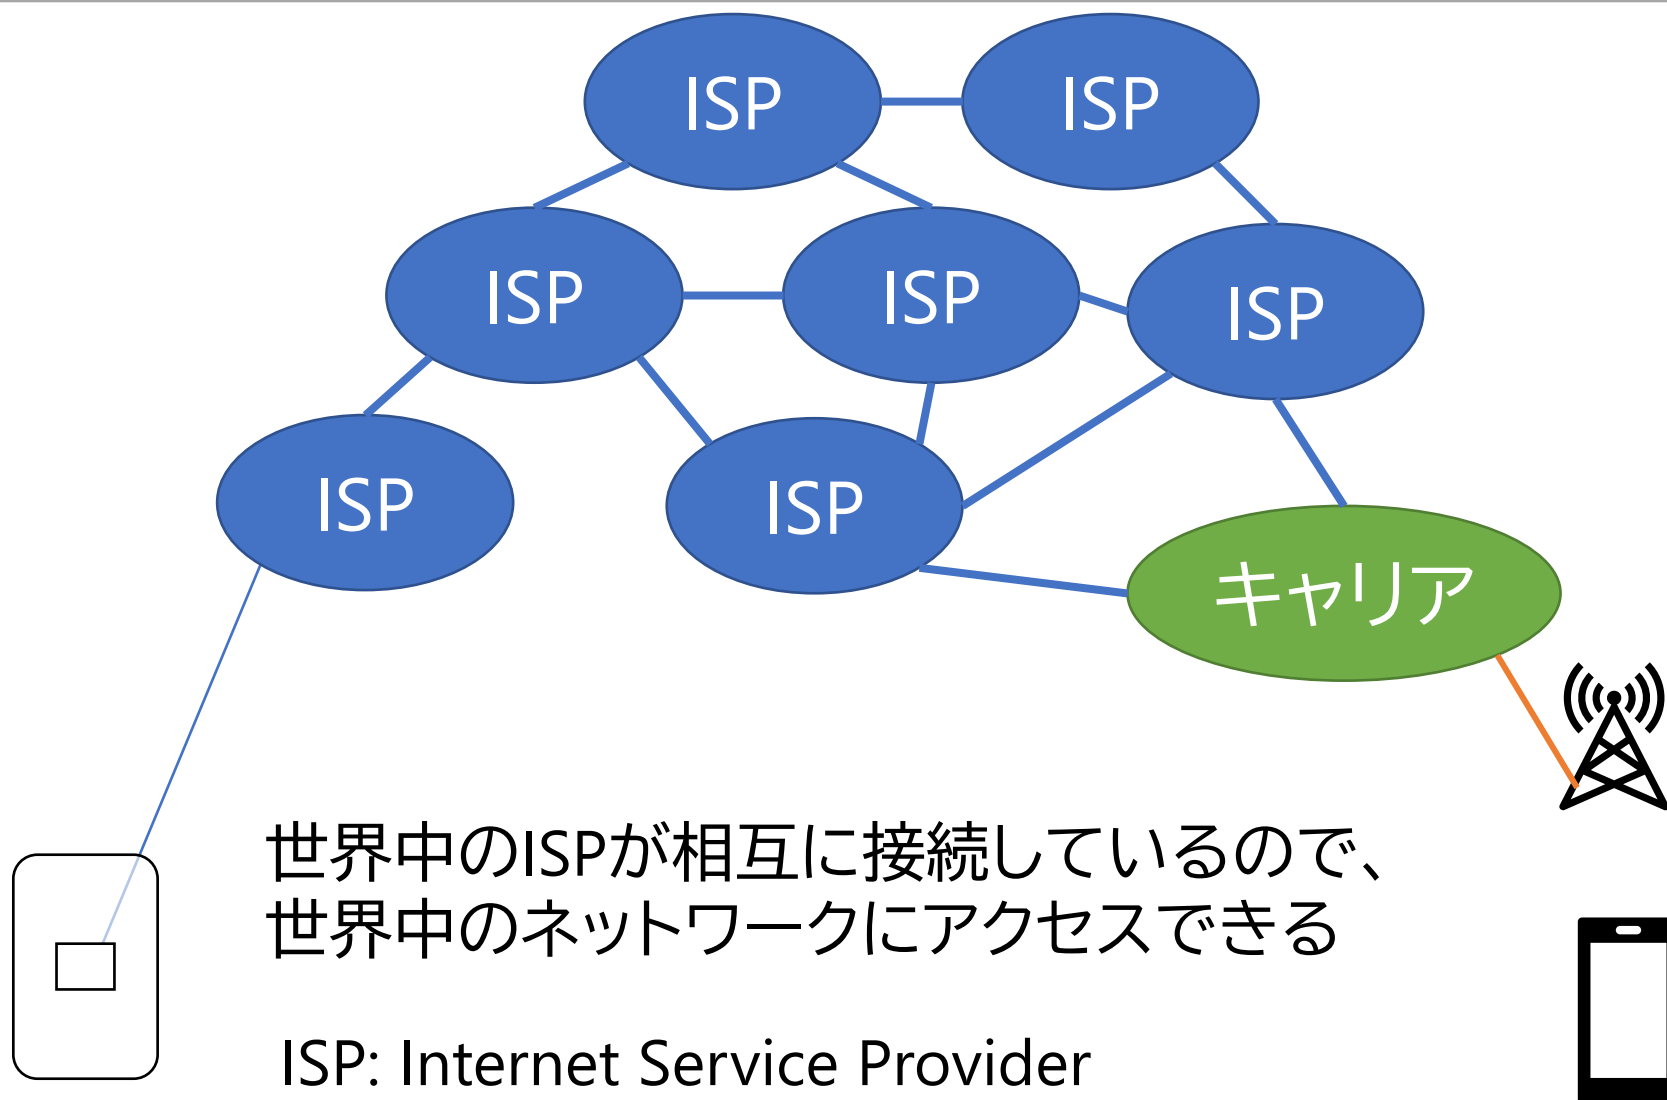 ISP
ISP
ISP
ISP
ISP
ISP
ISP
キャリア
世界中のISPが相互に接続しているので、
世界中のネットワークにアクセスできる
ISP: Internet Service Provider